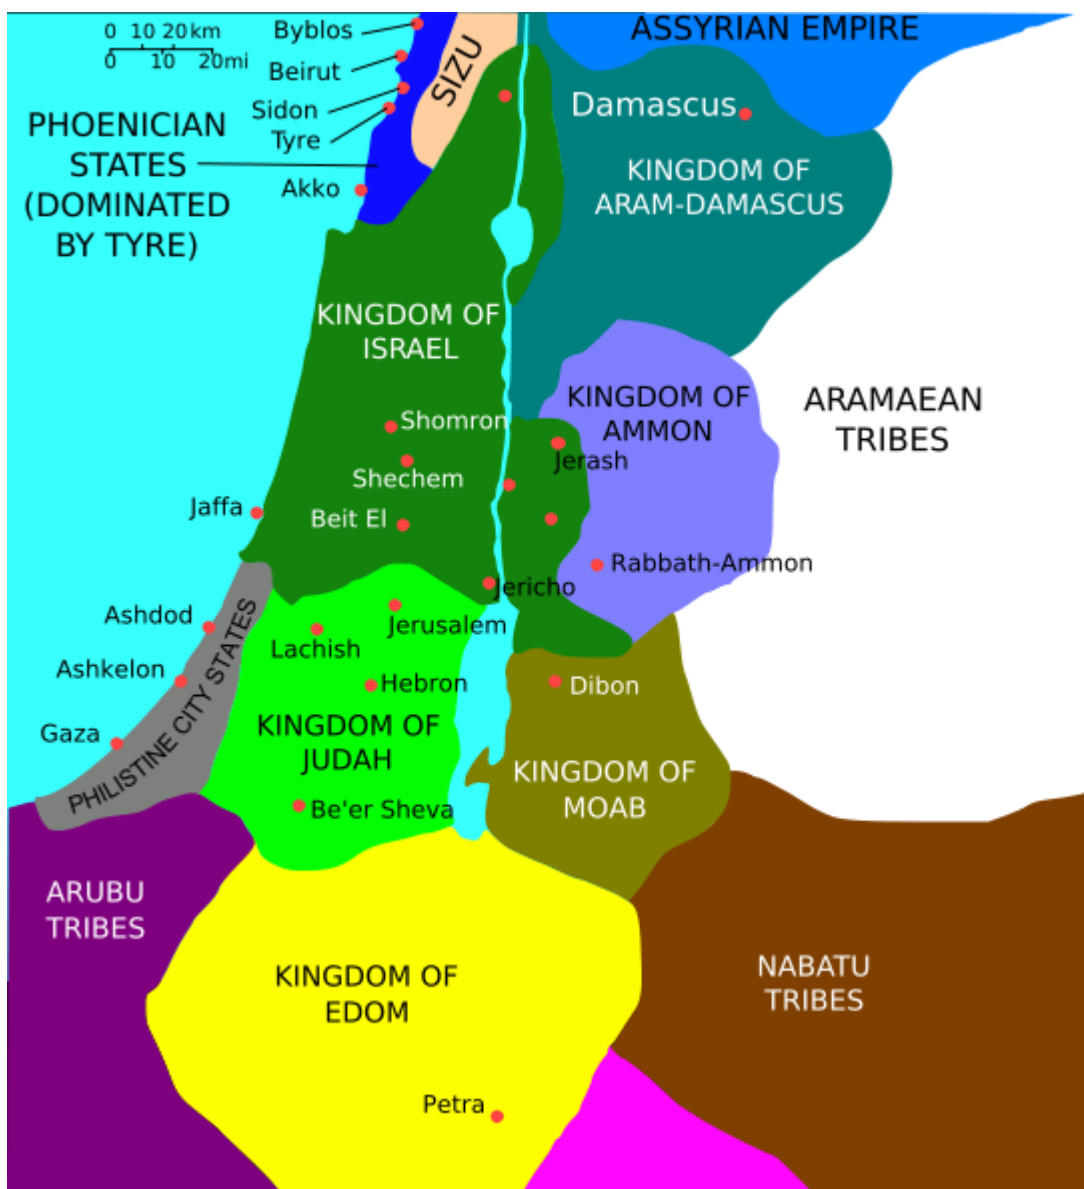 0 10 20 km
0 10 20mi
Byblos
Beirut
Sidon
Tyre
Akko
SIZU
ASSYRIAN EMPIRE
Damascus
PHOENICIAN
STATES
(DOMINATED
BY TYRE)
KINGDOM OF
ARAM-DAMASCUS
KINGDOM OF
ISRAEL
KINGDOM OF
AMMON
ARAMAEAN
TRIBES
Shomron
Jerash
Shechem
Jaffa
Beit El
Rabbath-Ammon
Jericho
Ashdod
Jerusalem
Lachish
Ashkelon
Hebron
Dibon
Gaza
PHILISTINE CITY STATES
KINGDOM OF
JUDAH
KINGDOM OF
MOAB
Be'er Sheva
ARUBU
TRIBES
KINGDOM OF
EDOM
NABATU
TRIBES
Petra